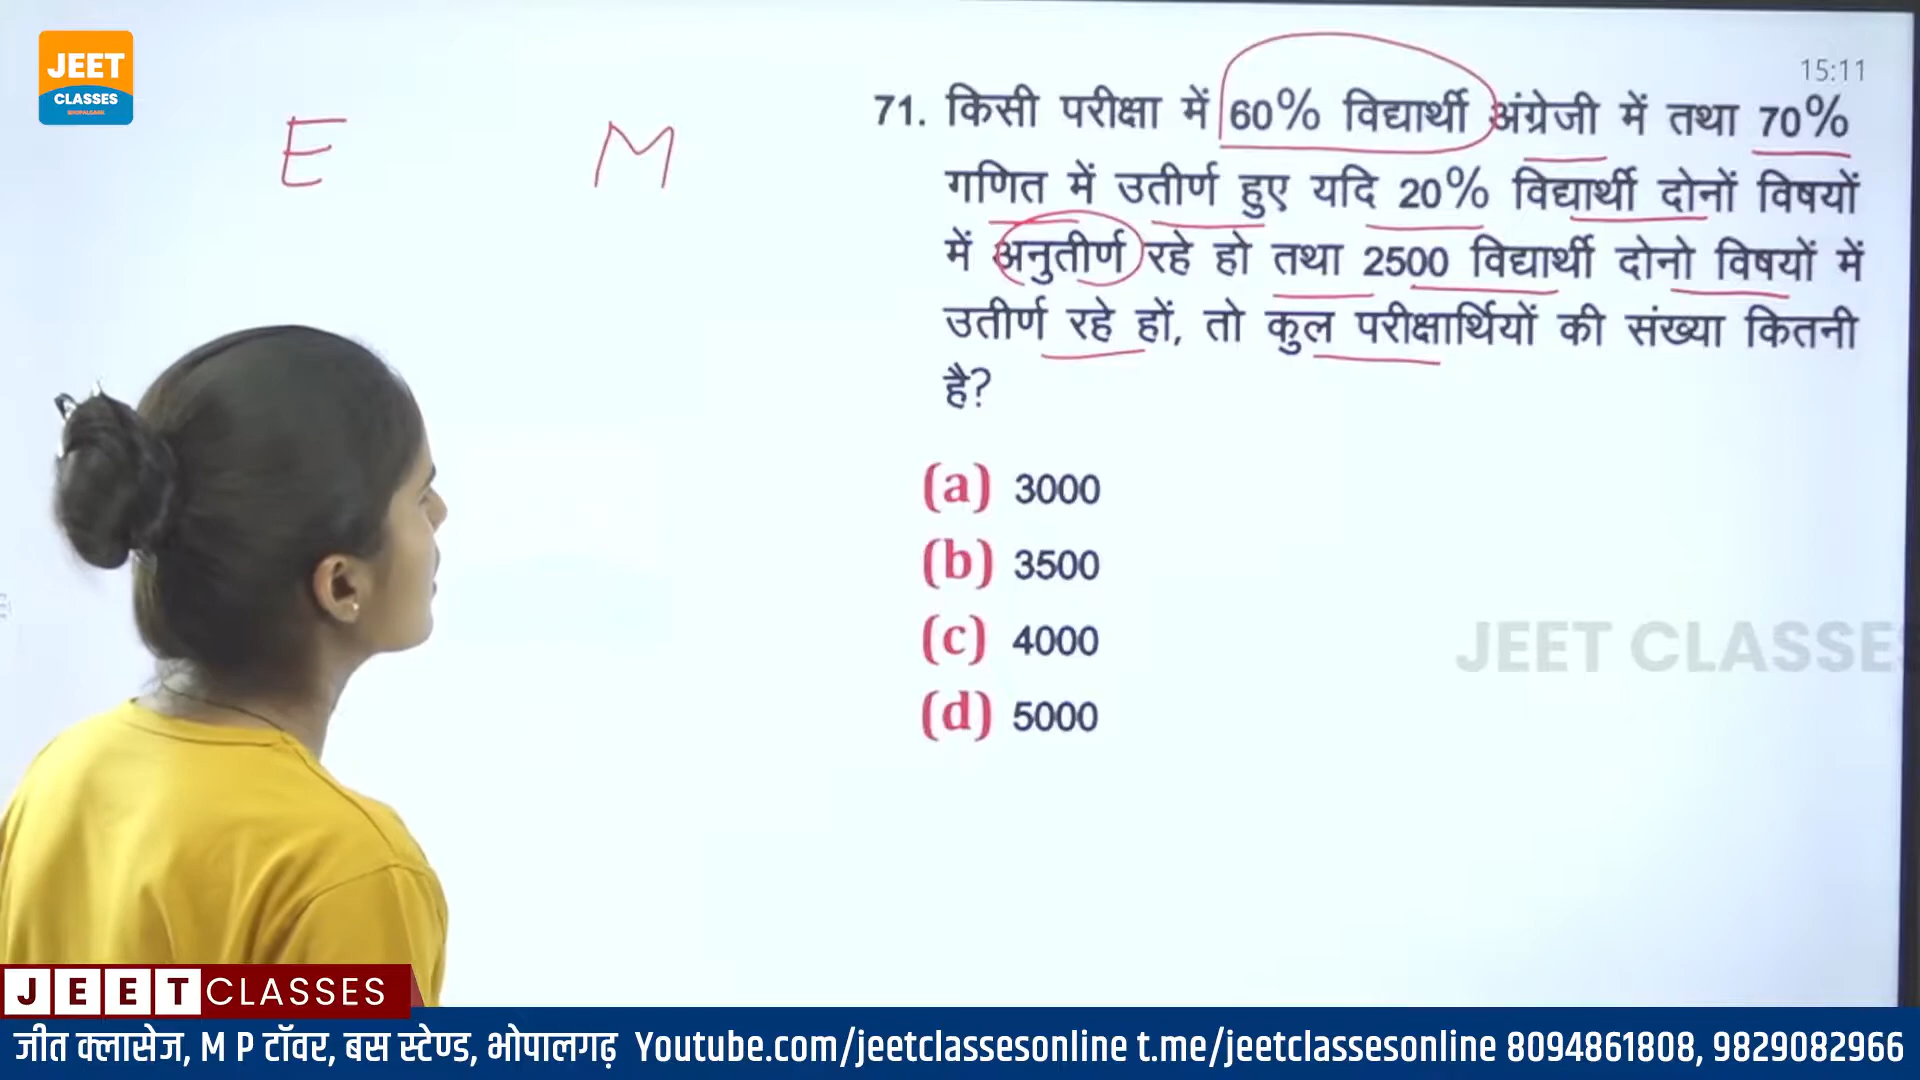 JEET
CLASSES
BHOPALGARH
15:11
E M
71. किसी परीक्षा में 60% विद्यार्थी अंग्रेजी में तथा 70%
गणित में उतीर्ण हुए यदि 20% विद्यार्थी दोनों विषयों
में अनुतीर्ण रहे हो तथा 2500 विद्यार्थी दोनो विषयों में
उतीर्ण रहे हों, तो कुल परीक्षार्थियों की संख्या कितनी
है?
(a) 3000
(b) 3500
(c) 4000
(d) 5000
JEET CLASSES
JEET CLASSES
जीत क्लासेज, M P टॉवर, बस स्टेण्ड, भोपालगढ़ Youtube.com/jeetclassesonline t.me/jeetclassesonline 8094861808, 9829082966